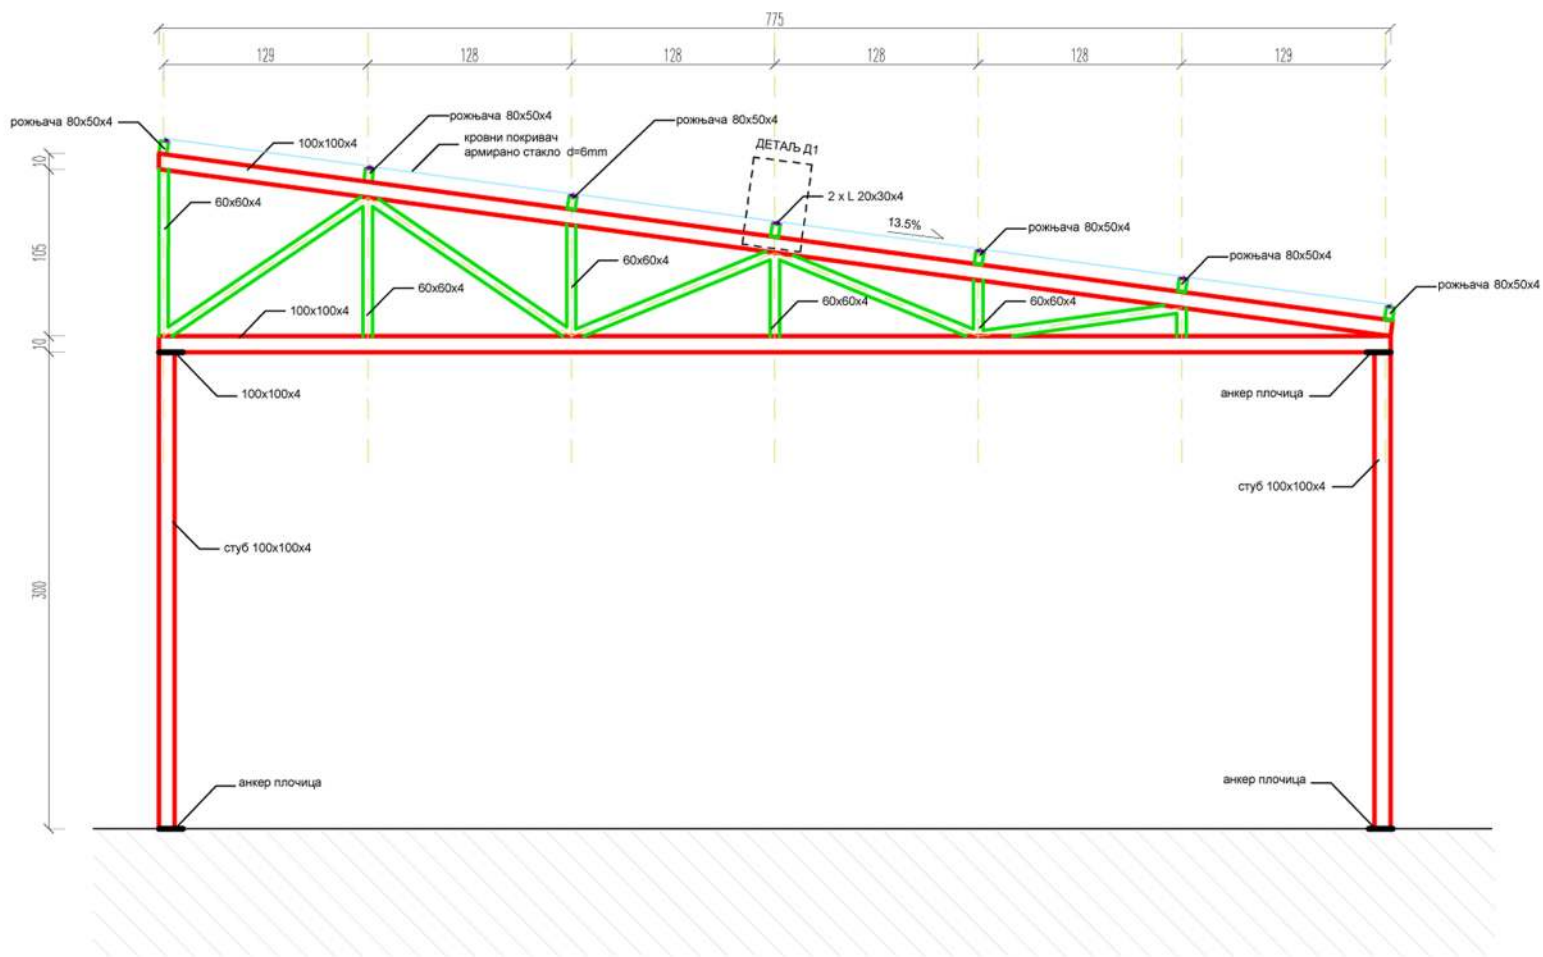 775
129
128
128
128
128
129
рожњача 80x50x4
рожњача 80x50x4
рожњача 80x50x4
кровни покривач
армирано стакло d=6mm
100x100x4
ДЕТАЉ Д1
10
60x60x4
2 x L 20x30x4
13.5%
рожњача 80x50x4
рожњача 80x50x4
рожњача 80x50x4
105
60x60x4
60x60x4
60x60x4
60x60x4
100x100x4
10
100x100x4
анкер плочица
стуб 100x100x4
стуб 100x100x4
300
анкер плочица
анкер плочица